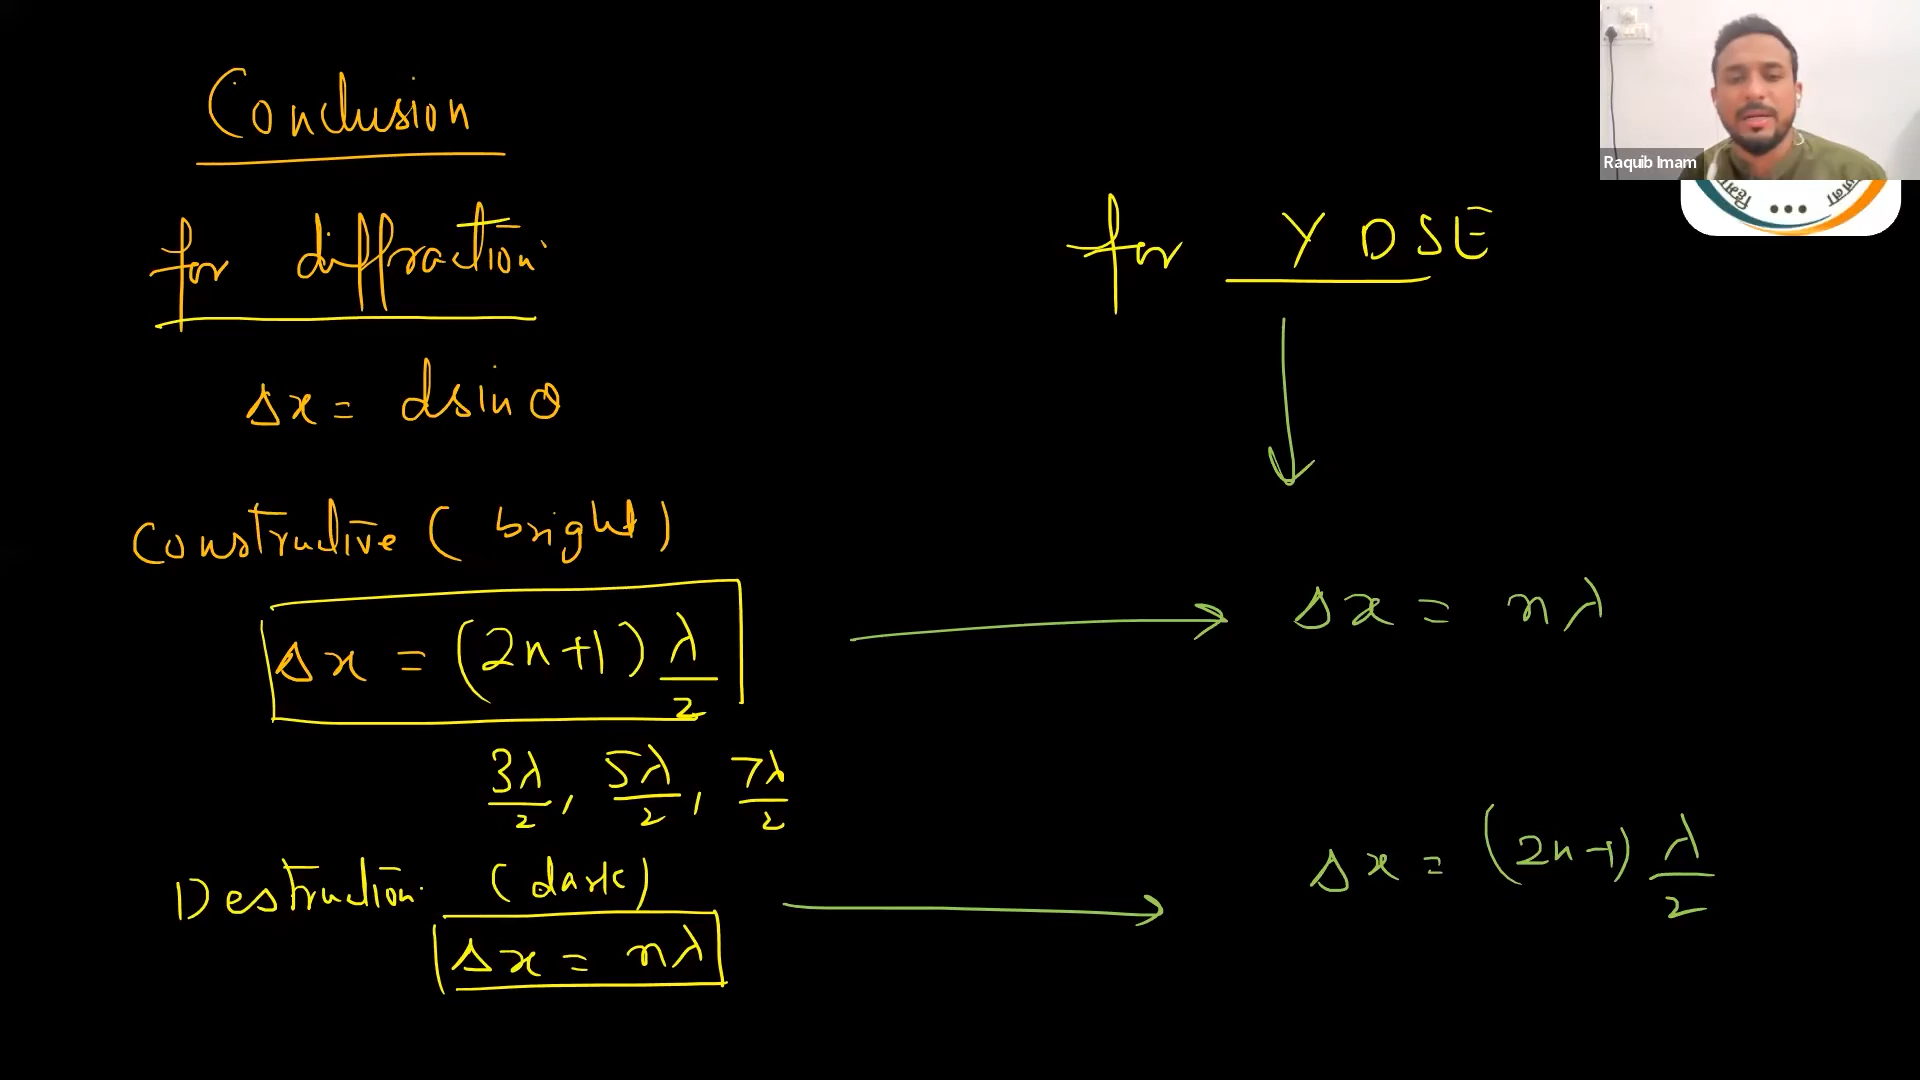 Conclusion
for diffraction
Δx = dsinθ
Constructive (bright)
Δx = (2n+1) λ/2
3λ/2, 5λ/2, 7λ/2
Destruction (dark)
Δx = nλ
for YDSE
Δx = nλ
Δx = (2n-1) λ/2
Raquib Imam